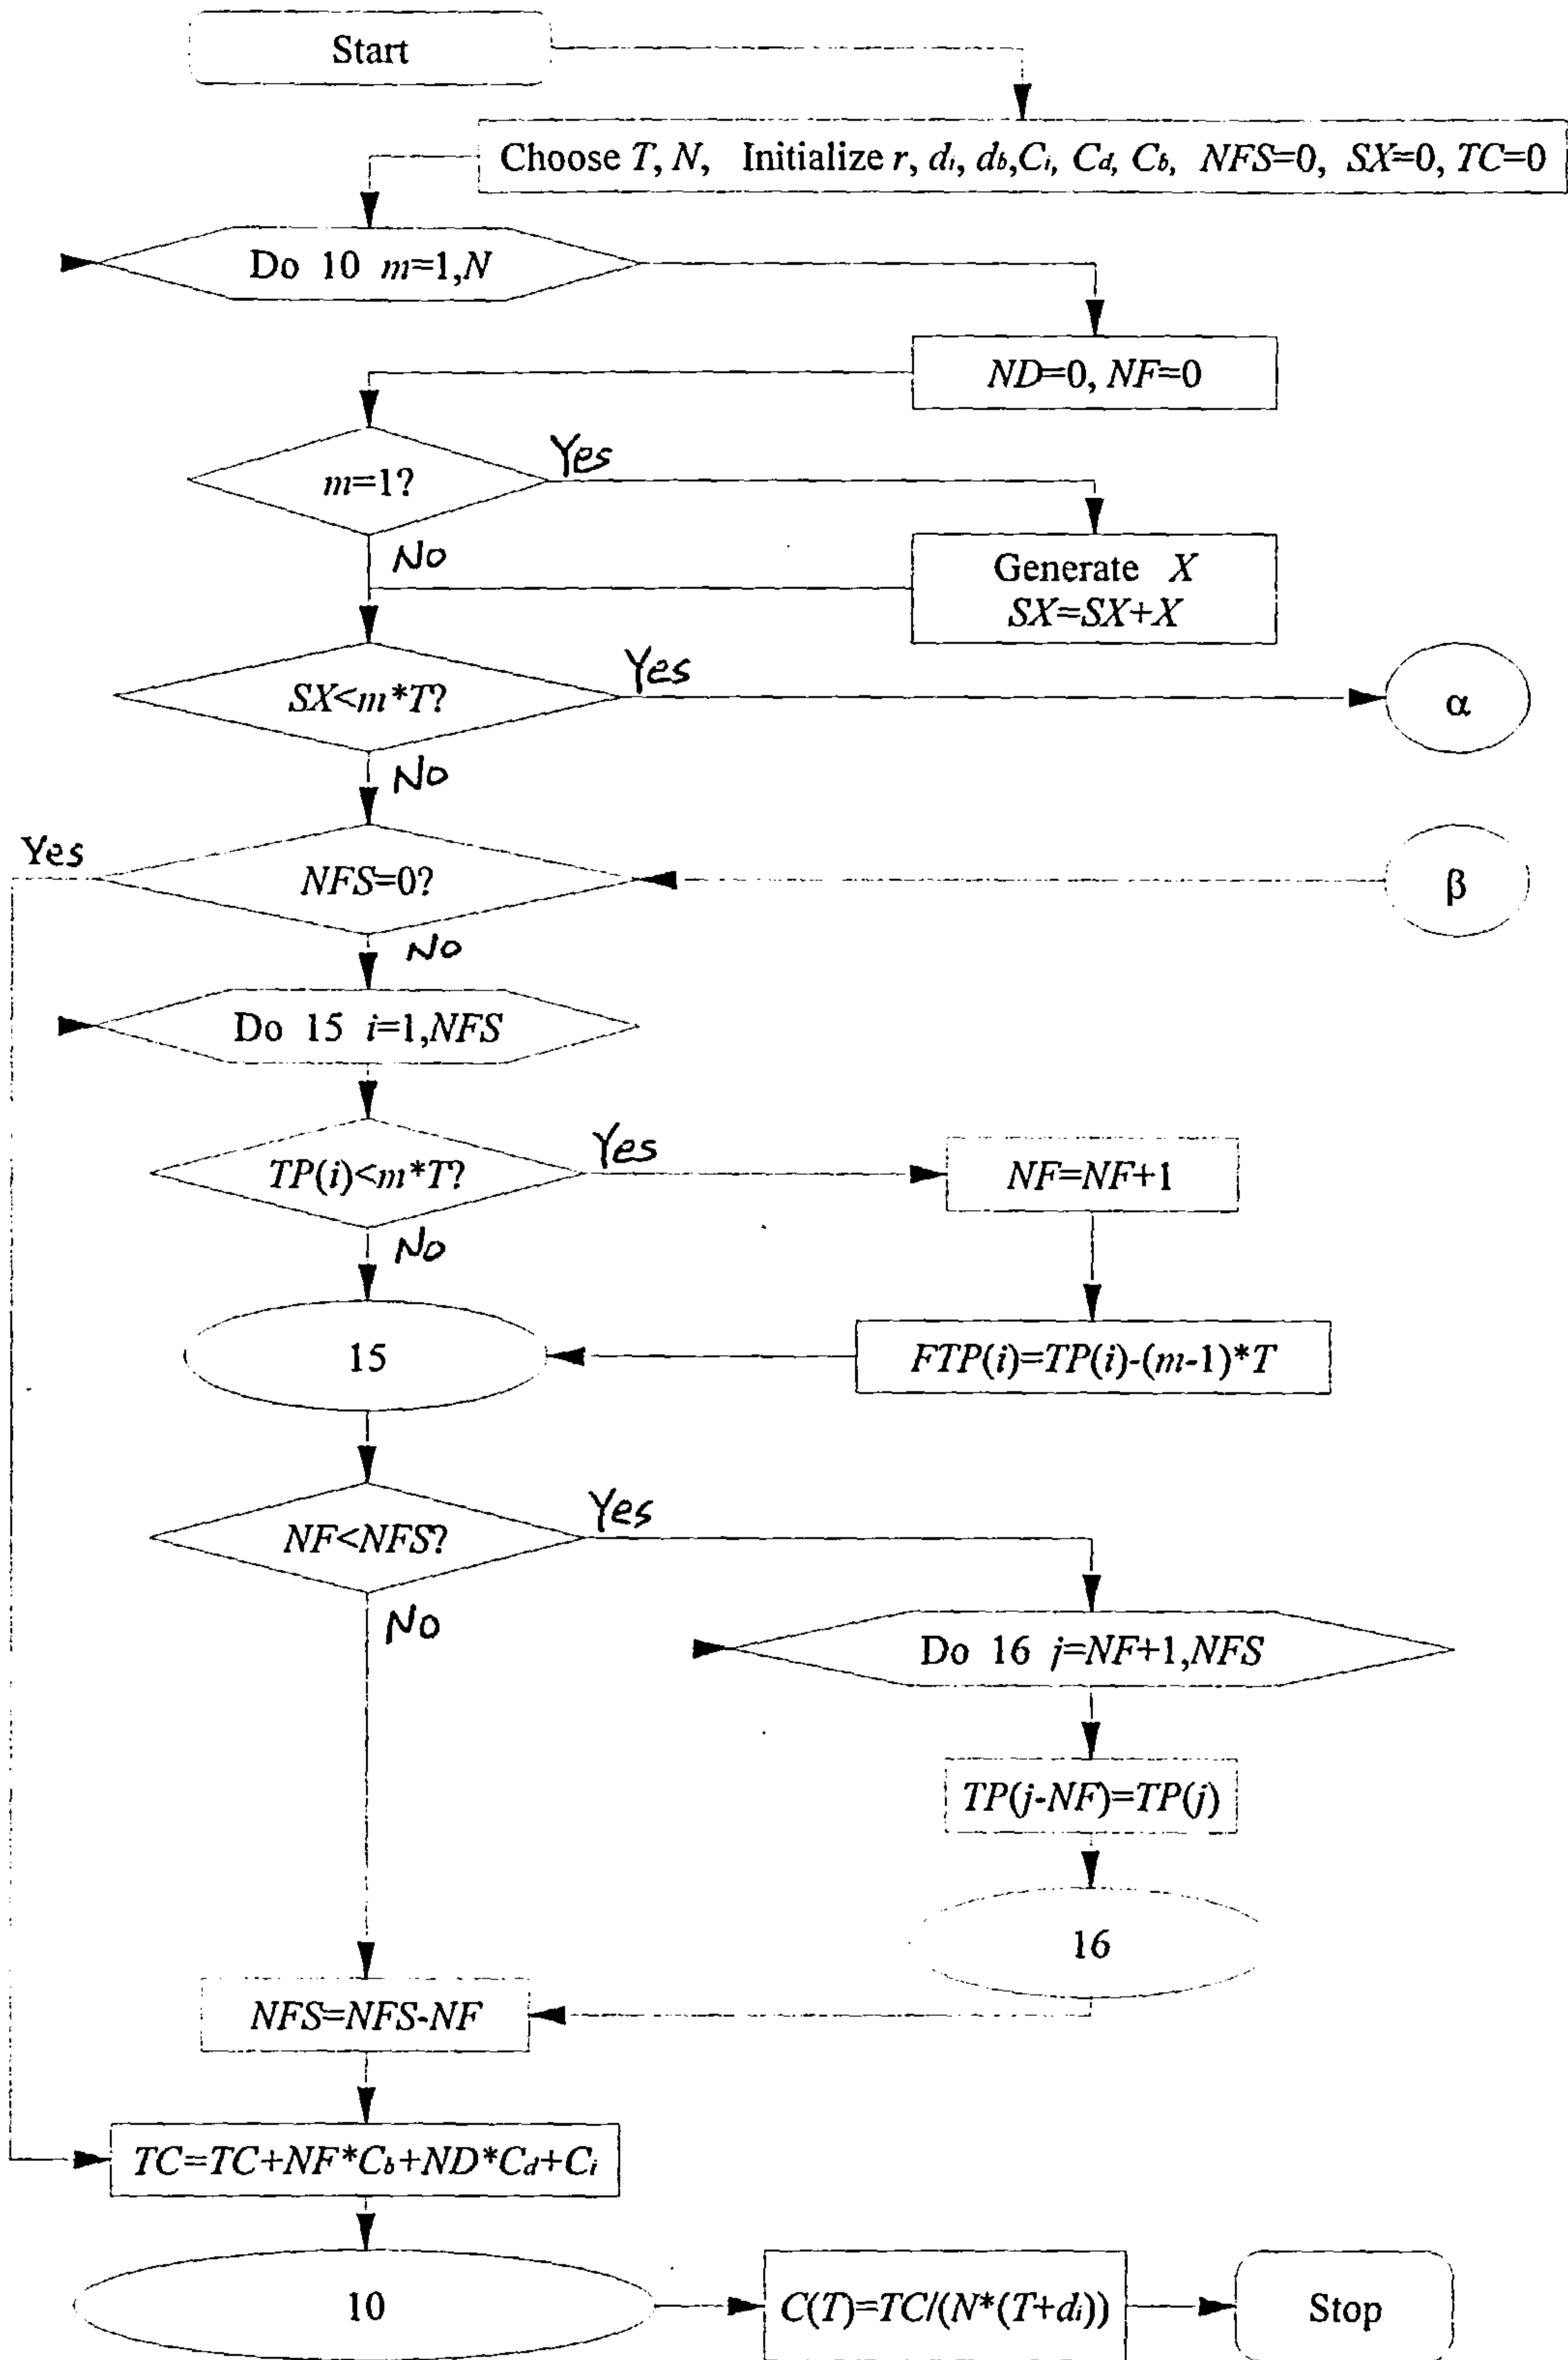 Start
Choose T, N, Initialize r, di, db,Ci, Cd, Cb, NFS=0, SX=0, TC=0
Do 10 m=1,N
ND=0, NF=0
m=1?
Yes
No
Generate X
SX=SX+X
SX<m*T?
Yes
α
No
Yes
NFS=0?
β
No
Do 15 i=1,NFS
TP(i)<m*T?
Yes
NF=NF+1
No
15
FTP(i)=TP(i)-(m-1)*T
NF<NFS?
Yes
No
Do 16 j=NF+1,NFS
TP(j-NF)=TP(j)
16
NFS=NFS-NF
TC=TC+NF*Cb+ND*Cd+Ci
10
C(T)=TC/(N*(T+di))
Stop